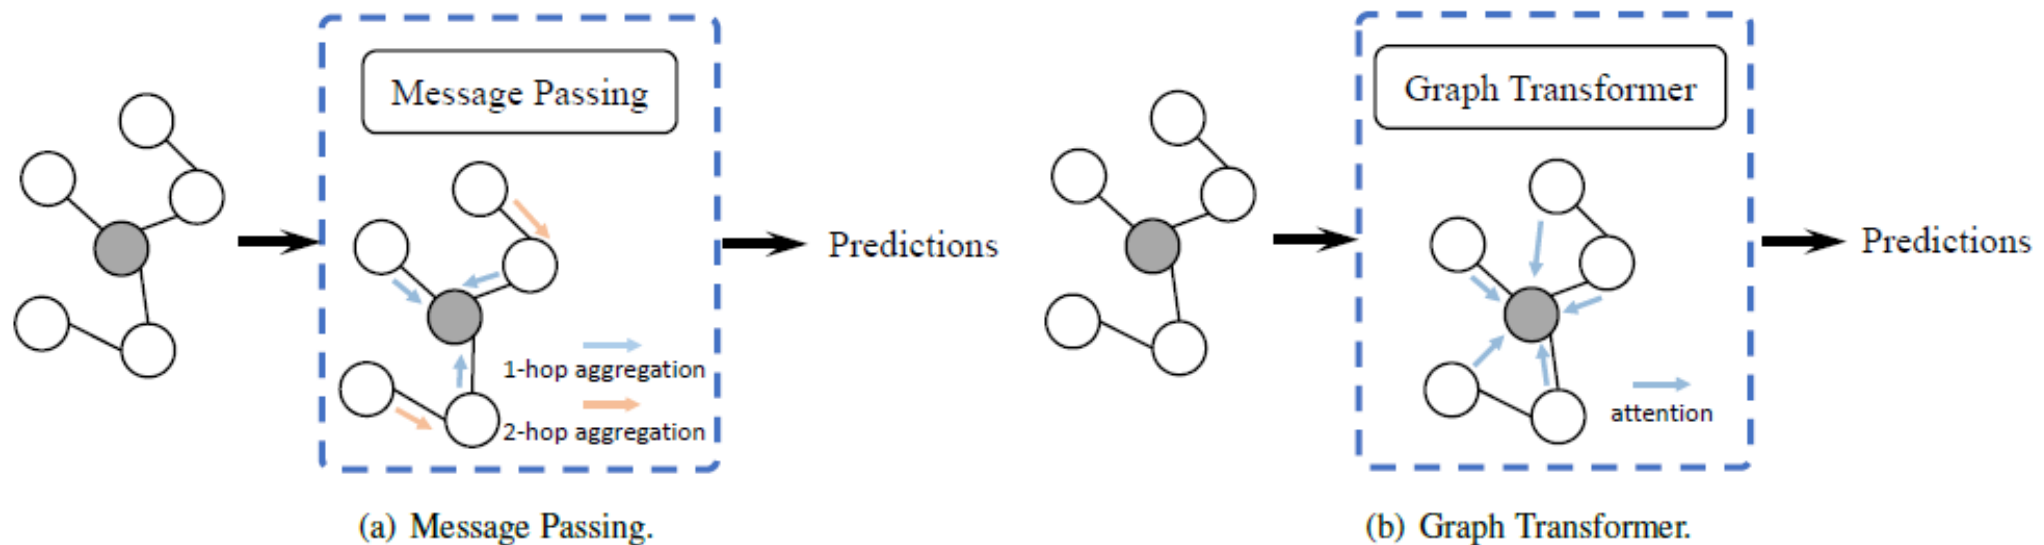 Message Passing
1-hop aggregation
2-hop aggregation
Predictions
(a) Message Passing.
Graph Transformer
attention
Predictions
(b) Graph Transformer.